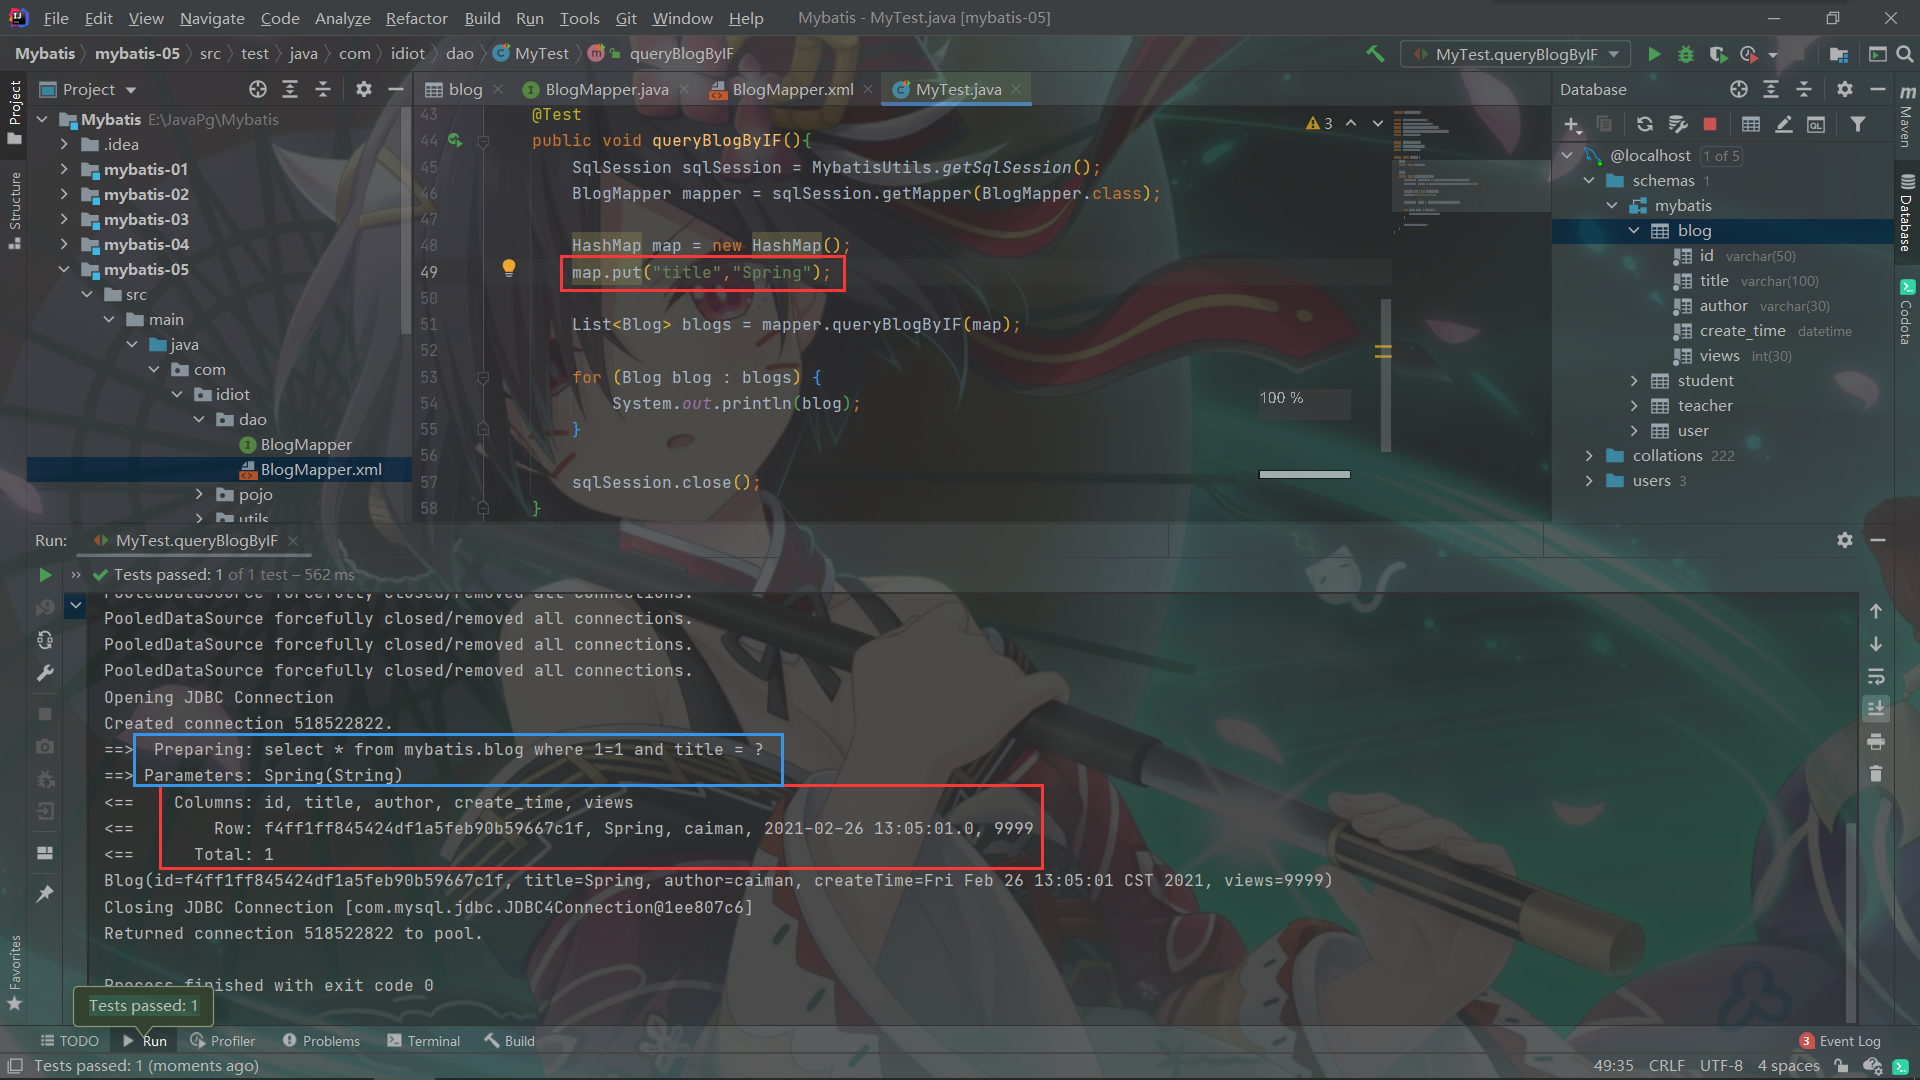 File Edit View Navigate Code Analyze Refactor Build Run Tools Git Window Help Mybatis - MyTest.java [mybatis-05]
Mybatis mybatis-05 src test java com idiot dao MyTest queryBlogByIF MyTest.queryBlogByIF
Project
Structure
Favorites
Project
Mybatis E:\JavaPg\Mybatis
.idea
mybatis-01
mybatis-02
mybatis-03
mybatis-04
mybatis-05
src
main
java
com
idiot
dao
BlogMapper
BlogMapper.xml
pojo
utils
blog BlogMapper.java BlogMapper.xml MyTest.java
3
43 @Test
44 public void queryBlogByIF(){
45 SqlSession sqlSession = MybatisUtils.getSqlSession();
46 BlogMapper mapper = sqlSession.getMapper(BlogMapper.class);
47
48 HashMap map = new HashMap();
49 map.put("title","Spring");
50
51 List<Blog> blogs = mapper.queryBlogByIF(map);
52
53 for (Blog blog : blogs) {
54 System.out.println(blog);
55 }
56
57 sqlSession.close();
58 }
100 %
Database
@localhost 1 of 5
schemas 1
mybatis
blog
id varchar(50)
title varchar(100)
author varchar(30)
create_time datetime
views int(30)
student
teacher
user
collations 222
users 3
Maven
Database
Codota
Run: MyTest.queryBlogByIF
Tests passed: 1 of 1 test – 562 ms
PooledDataSource forcefully closed/removed all connections.
PooledDataSource forcefully closed/removed all connections.
PooledDataSource forcefully closed/removed all connections.
PooledDataSource forcefully closed/removed all connections.
Opening JDBC Connection
Created connection 518522822.
==>  Preparing: select * from mybatis.blog where 1=1 and title = ?
==> Parameters: Spring(String)
<==    Columns: id, title, author, create_time, views
<==        Row: f4ff1ff845424df1a5feb90b59667c1f, Spring, caiman, 2021-02-26 13:05:01.0, 9999
<==      Total: 1
Blog(id=f4ff1ff845424df1a5feb90b59667c1f, title=Spring, author=caiman, createTime=Fri Feb 26 13:05:01 CST 2021, views=9999)
Closing JDBC Connection [com.mysql.jdbc.JDBC4Connection@1ee807c6]
Returned connection 518522822 to pool.
Process finished with exit code 0
Tests passed: 1
TODO Run Profiler Problems Terminal Build 3 Event Log
Tests passed: 1 (moments ago) 49:35 CRLF UTF-8 4 spaces